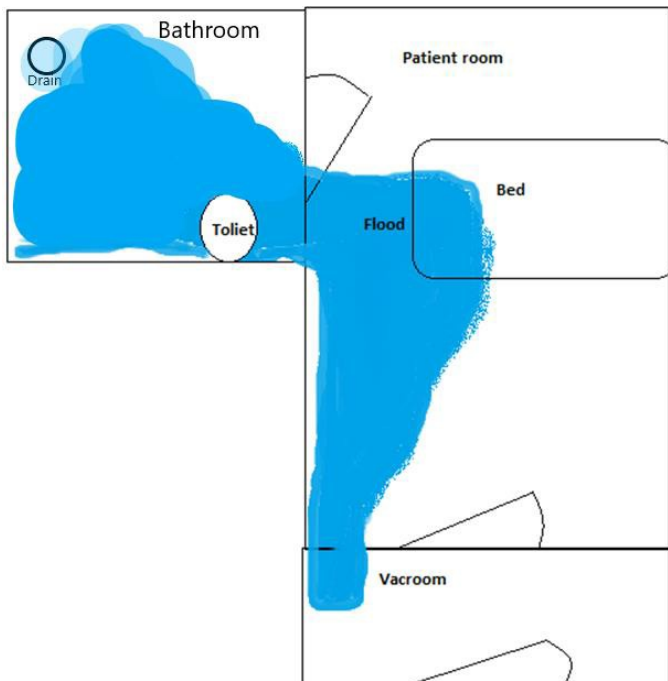 Bathroom
Drain
Patient room
Bed
Toliet
Flood
Vacroom